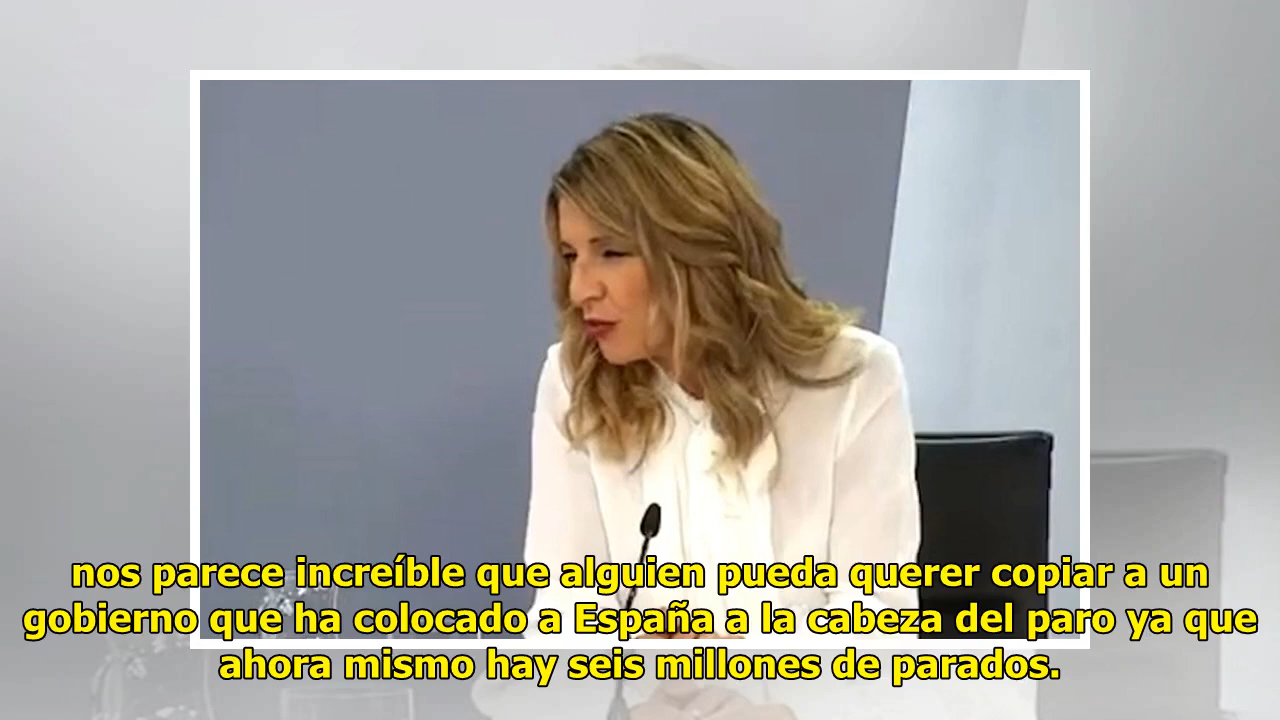 nos parece increíble que alguien pueda querer copiar a un
gobierno que ha colocado a España a la cabeza del paro ya que
ahora mismo hay seis millones de parados.